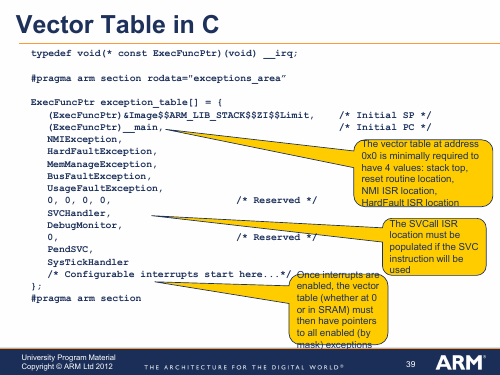 Vector Table in C
typedef void(* const ExecFuncPtr)(void) __irq;
#pragma arm section rodata="exceptions_area"
ExecFuncPtr exception_table[] = {
(ExecFuncPtr)&Image$$ARM_LIB_STACK$$ZI$$Limit, /* Initial SP */
(ExecFuncPtr)__main, /* Initial PC */
NMIException,
HardFaultException,
MemManageException,
BusFaultException,
UsageFaultException,
0, 0, 0, 0, /* Reserved */
SVCHandler,
DebugMonitor,
0, /* Reserved */
PendSVC,
SysTickHandler
/* Configurable interrupts start here...*/
};
#pragma arm section
The vector table at address
0x0 is minimally required to
have 4 values: stack top,
reset routine location,
NMI ISR location,
HardFault ISR location
The SVCall ISR
location must be
populated if the SVC
instruction will be
used
Once interrupts are
enabled, the vector
table (whether at 0
or in SRAM) must
then have pointers
to all enabled (by
mask) exceptions
University Program Material
Copyright © ARM Ltd 2012
THE ARCHITECTURE FOR THE DIGITAL WORLD®
39
ARM®